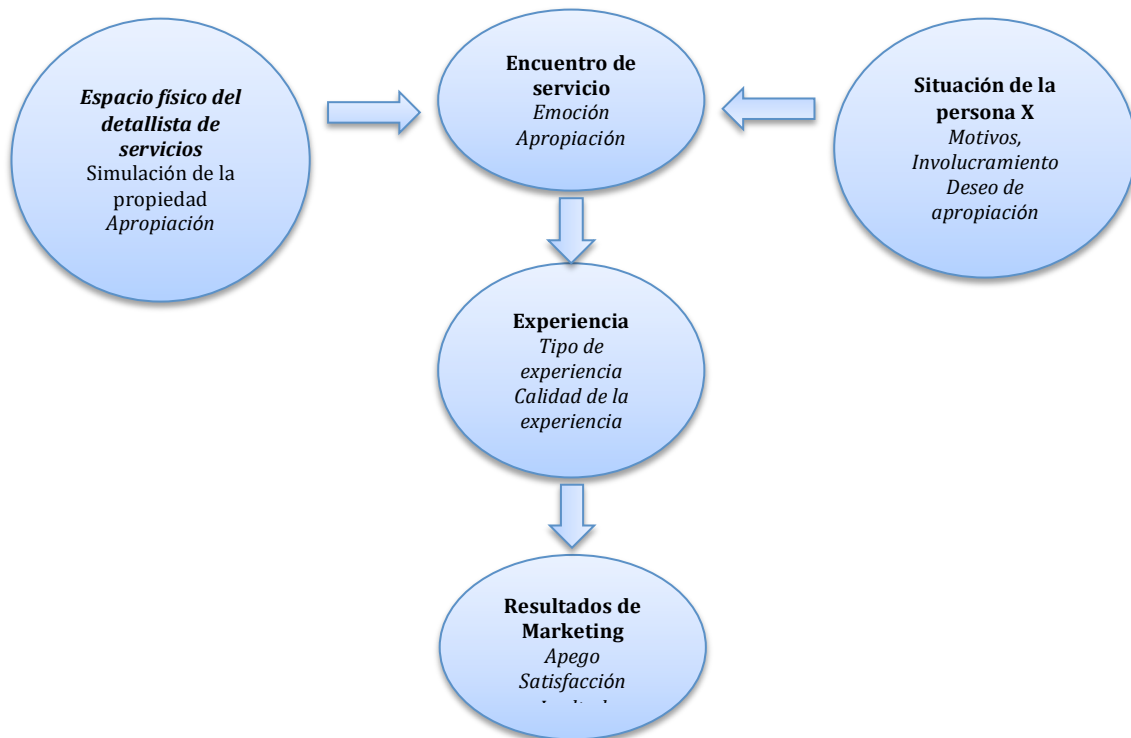 Espacio físico del
detallista de
servicios
Simulación de la
propiedad
Apropiación
Encuentro de
servicio
Emoción
Apropiación
Situación de la
persona X
Motivos,
Involucramiento
Deseo de
apropiación
Experiencia
Tipo de
experiencia
Calidad de la
experiencia
Resultados de
Marketing
Apego
Satisfacción